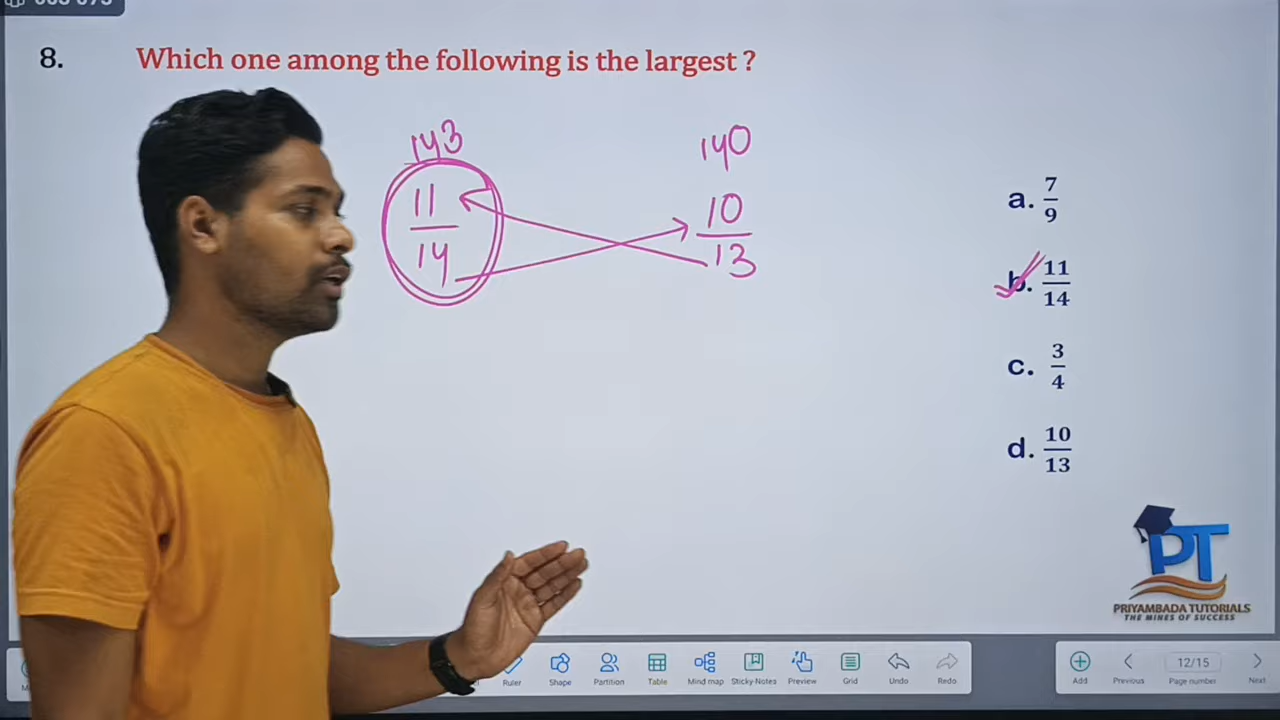 8. Which one among the following is the largest ?
143
11
14
140
10
13
a. 7/9
b. 11/14
c. 3/4
d. 10/13
PT
PRIYAMBADA TUTORIALS
THE MINES OF SUCCESS
Ruler Shape Partition Table Mind map Sticky Notes Preview Grid Undo Redo
Add Previous 12/15 Page number Next